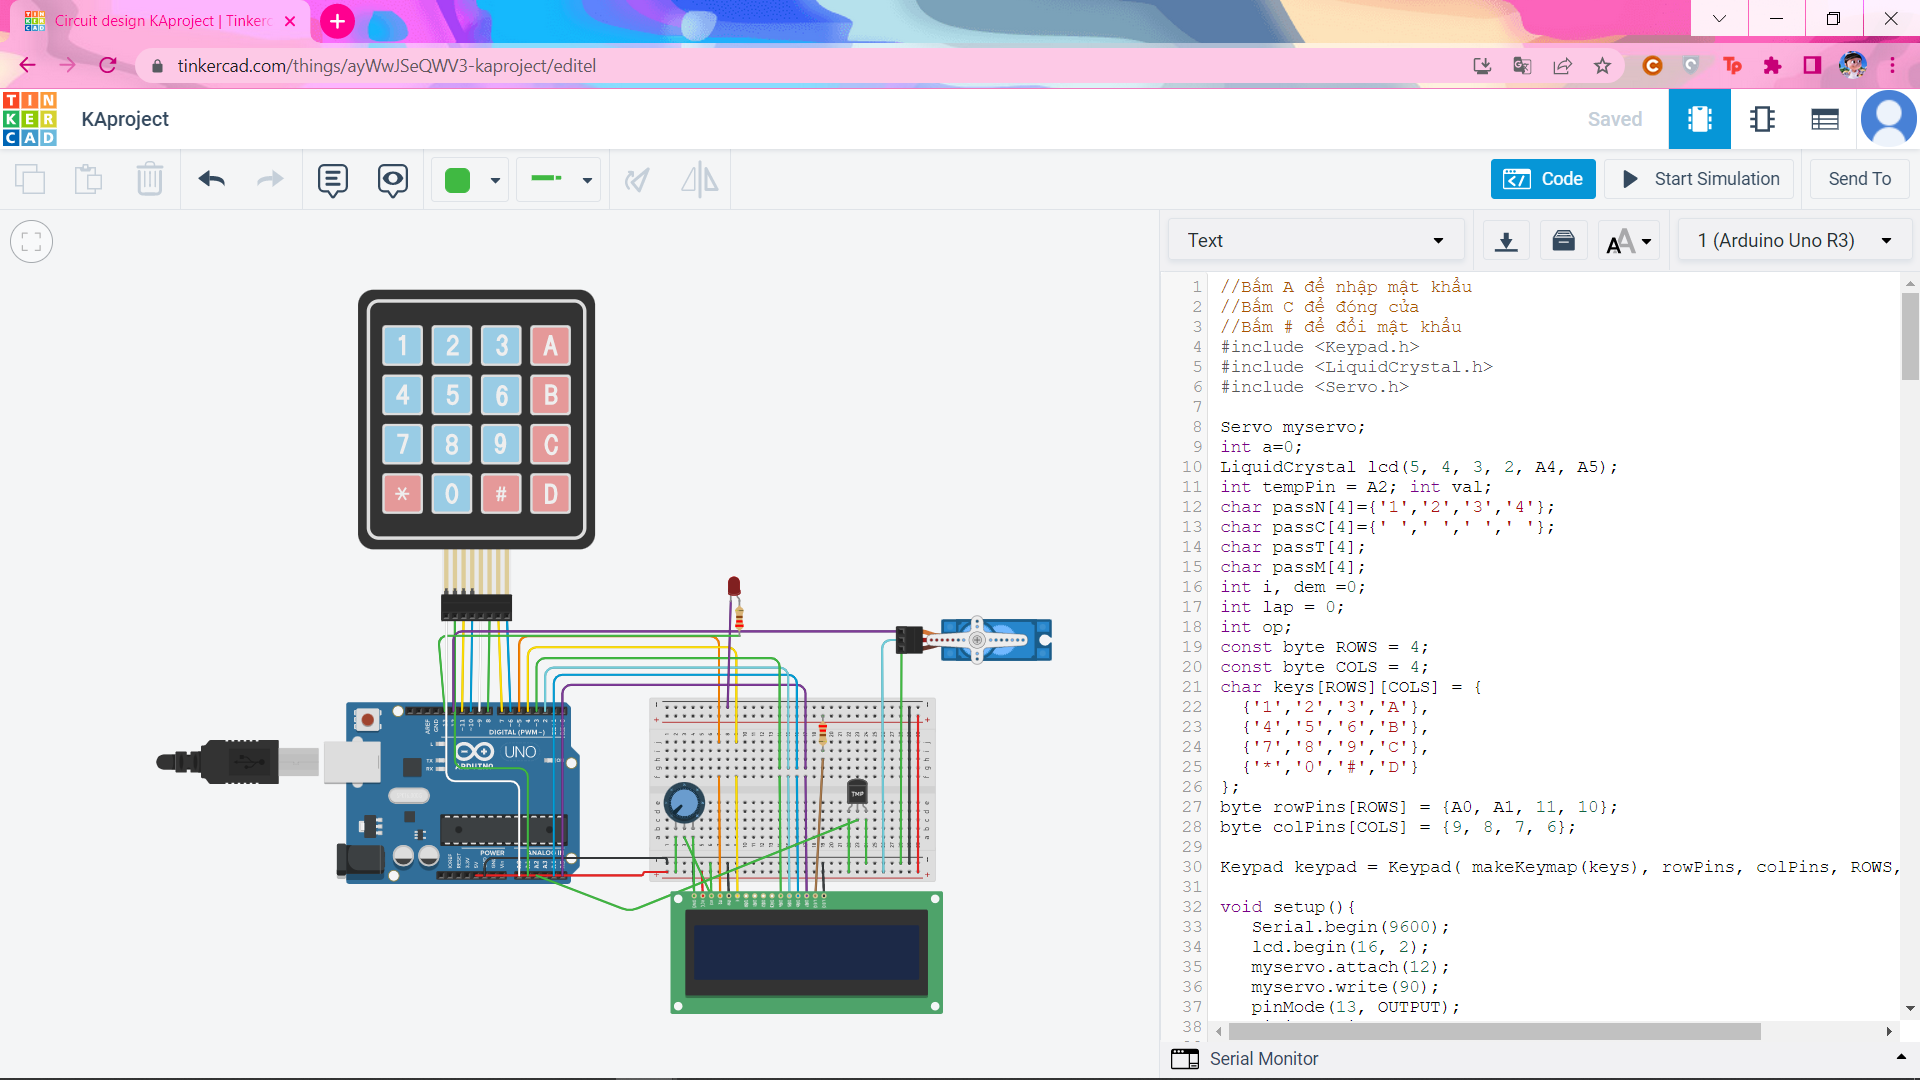 Circuit design KAproject | Tinkerc
tinkercad.com/things/ayWwJSeQWV3-kaproject/editel
TIN
KER
CAD
KAproject
Saved
Code
Start Simulation
Send To
Text
1 (Arduino Uno R3)
1 2 3 A
4 5 6 B
7 8 9 C
* 0 # D
DIGITAL (PWM~)
UNO
ARDUINO
POWER
ANALOG IN
TMP
1 //Bấm A để nhập mật khẩu
2 //Bấm C để đóng cửa
3 //Bấm # để đổi mật khẩu
4 #include <Keypad.h>
5 #include <LiquidCrystal.h>
6 #include <Servo.h>
7
8 Servo myservo;
9 int a=0;
10 LiquidCrystal lcd(5, 4, 3, 2, A4, A5);
11 int tempPin = A2; int val;
12 char passN[4]={'1','2','3','4'};
13 char passC[4]={' ',' ',' ',' '};
14 char passT[4];
15 char passM[4];
16 int i, dem =0;
17 int lap = 0;
18 int op;
19 const byte ROWS = 4;
20 const byte COLS = 4;
21 char keys[ROWS][COLS] = {
22 {'1','2','3','A'},
23 {'4','5','6','B'},
24 {'7','8','9','C'},
25 {'*','0','#','D'}
26 };
27 byte rowPins[ROWS] = {A0, A1, 11, 10};
28 byte colPins[COLS] = {9, 8, 7, 6};
29
30 Keypad keypad = Keypad( makeKeymap(keys), rowPins, colPins, ROWS,
31
32 void setup(){
33 Serial.begin(9600);
34 lcd.begin(16, 2);
35 myservo.attach(12);
36 myservo.write(90);
37 pinMode(13, OUTPUT);
38
Serial Monitor